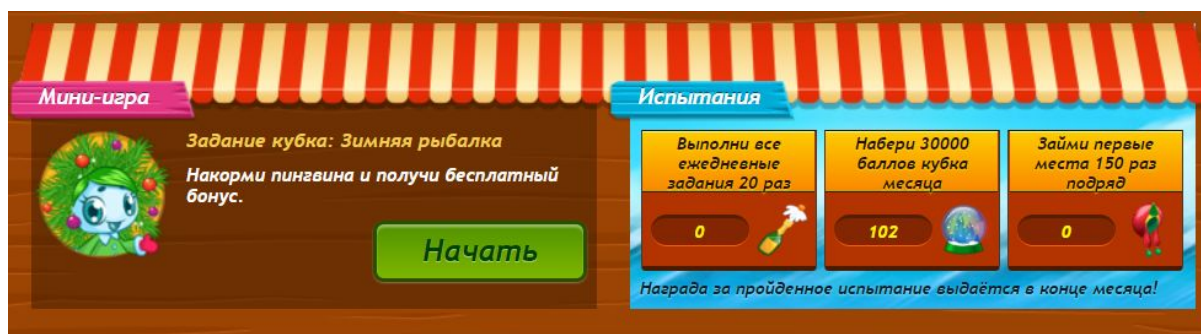 Мини-игра
Задание кубка: Зимняя рыбалка
Накорми пингвина и получи бесплатный
бонус.
Начать
Испытания
Выполни все
ежедневные
задания 20 раз
0
Набери 30000
баллов кубка
месяца
102
Займи первые
места 150 раз
подряд
0
Награда за пройденное испытание выдаётся в конце месяца!